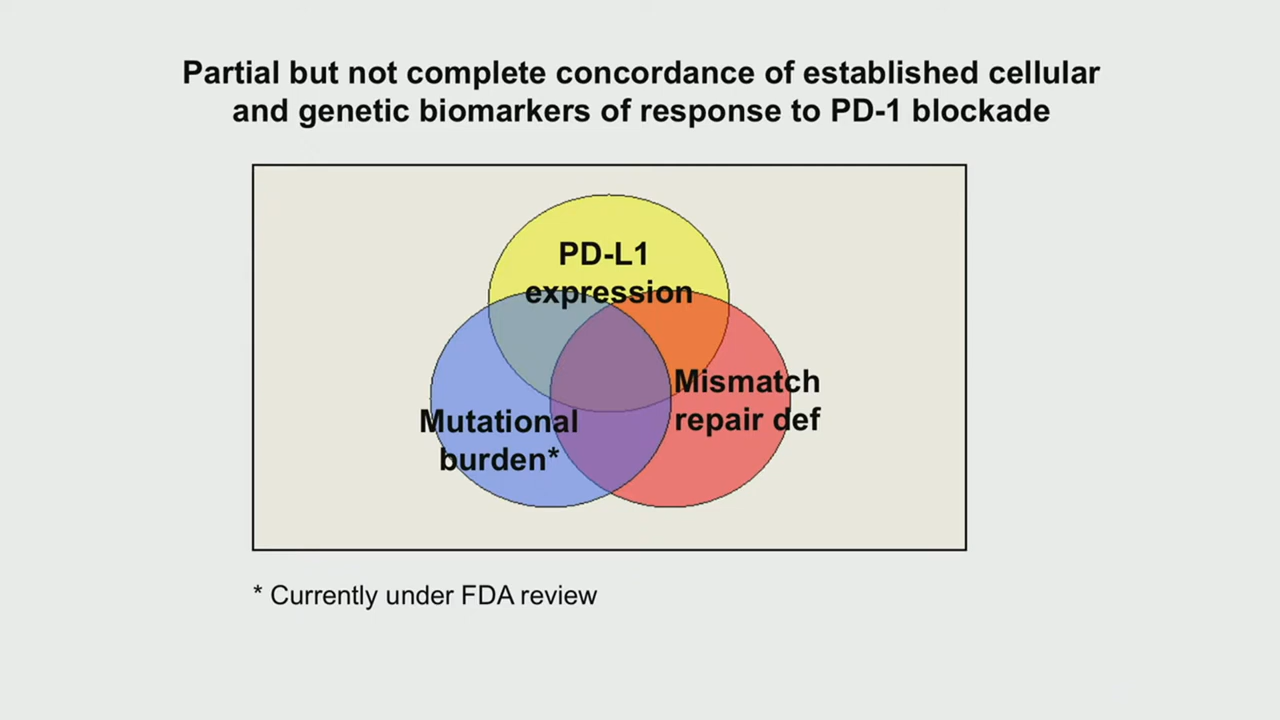 Partial but not complete concordance of established cellular
and genetic biomarkers of response to PD-1 blockade
PD-L1
expression
Mismatch
repair def
Mutational
burden*
* Currently under FDA review